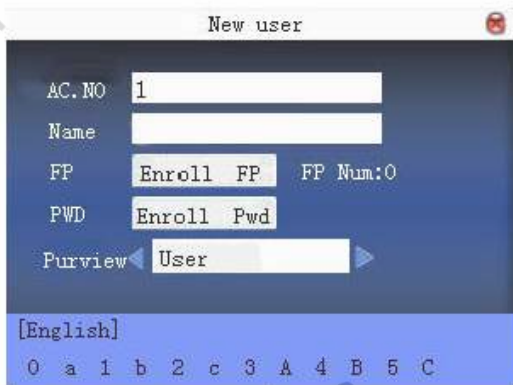 New user
AC.NO 1
Name
FP Enroll FP FP Num:0
PWD Enroll Pwd
Purview User
[English]
0 a 1 b 2 c 3 A 4 B 5 C